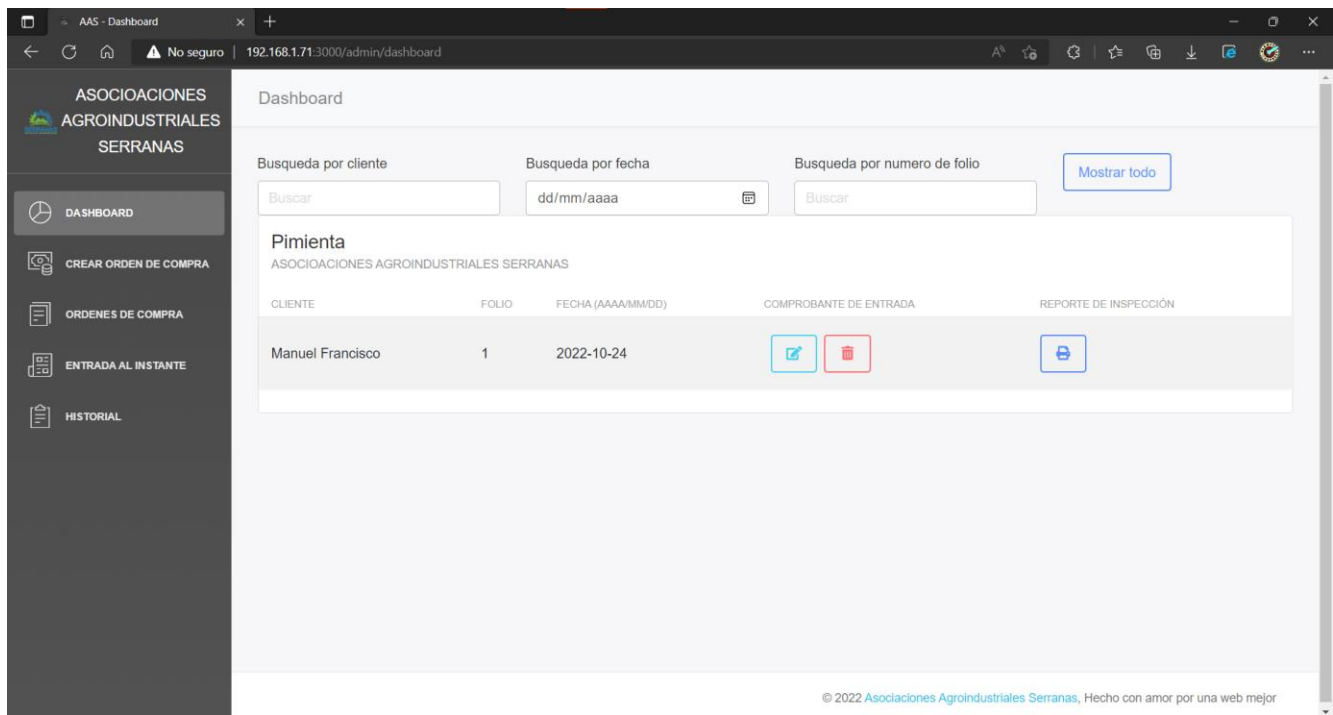 AAS - Dashboard
No seguro | 192.168.1.71:3000/admin/dashboard
ASOCIOACIONES
AGROINDUSTRIALES
SERRANAS
DASHBOARD
CREAR ORDEN DE COMPRA
ORDENES DE COMPRA
ENTRADA AL INSTANTE
HISTORIAL
Dashboard
Busqueda por cliente Busqueda por fecha Busqueda por numero de folio Mostrar todo
Buscar dd/mm/aaaa Buscar
Pimienta
ASOCIOACIONES AGROINDUSTRIALES SERRANAS
CLIENTE FOLIO FECHA (AAAA/MM/DD) COMPROBANTE DE ENTRADA REPORTE DE INSPECCIÓN
Manuel Francisco 1 2022-10-24
© 2022 Asociaciones Agroindustriales Serranas, Hecho con amor por una web mejor